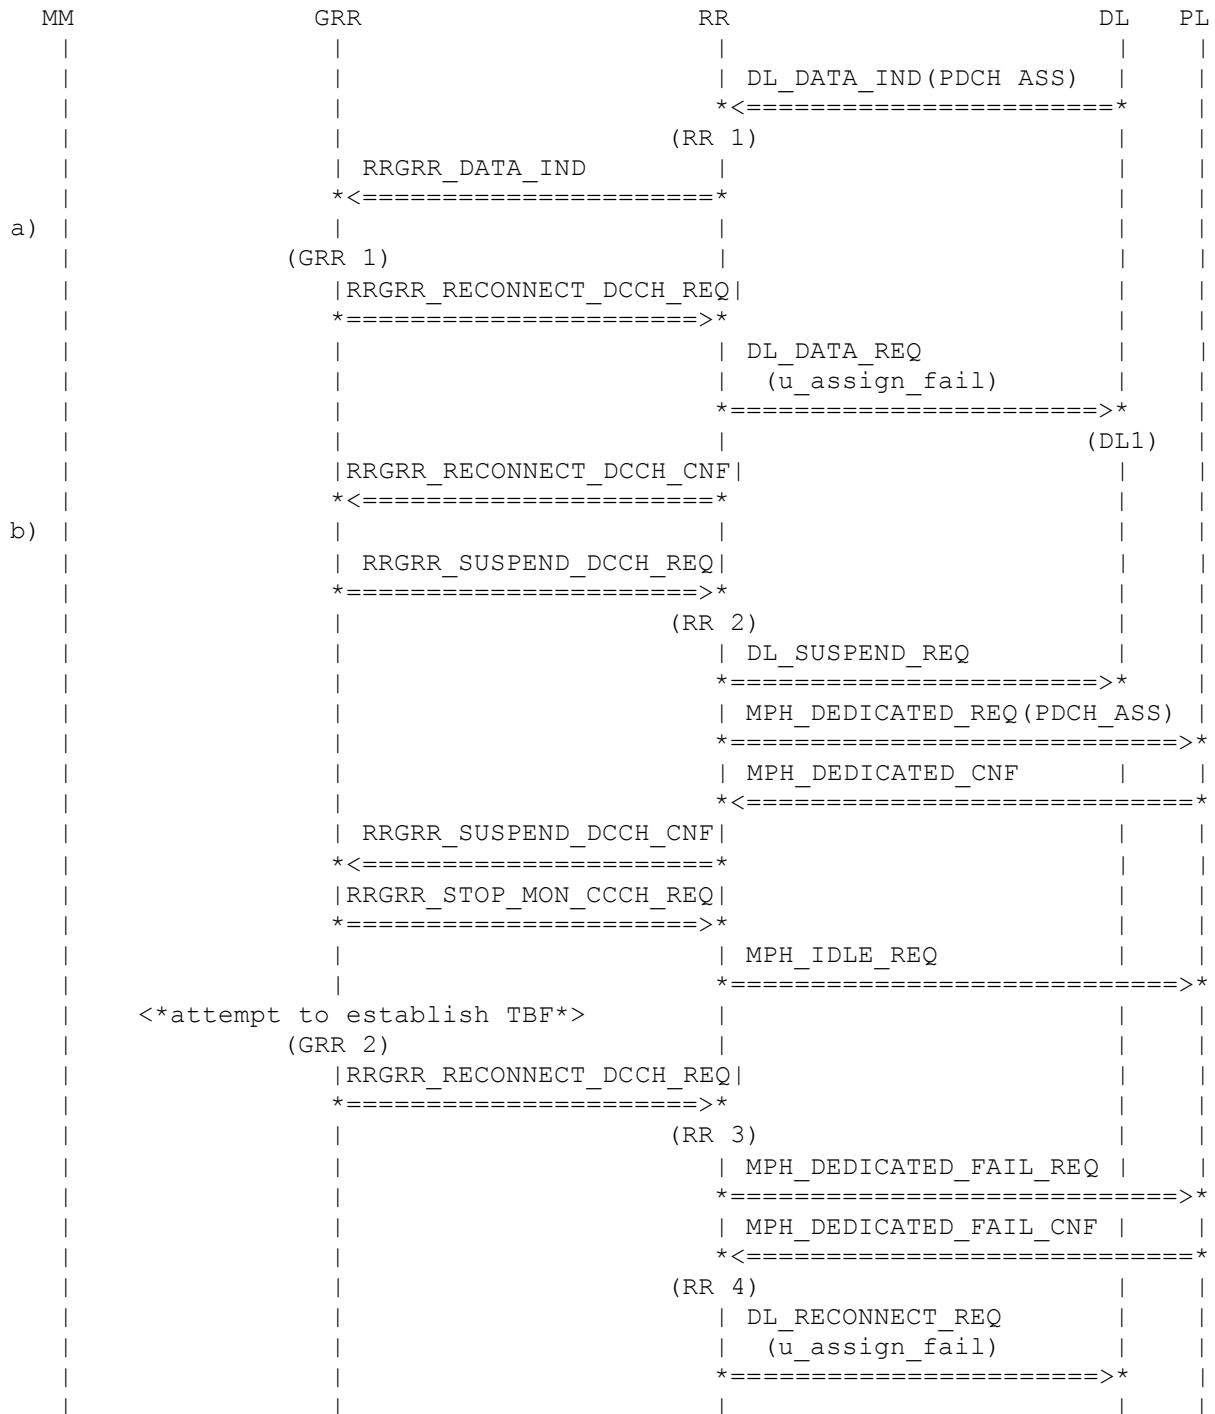 MM GRR RR DL PL
DL_DATA_IND(PDCH ASS)
*<=======================*
(RR 1)
RRGRR_DATA_IND
*<======================*
a)
(GRR 1)
RRGRR_RECONNECT_DCCH_REQ
*======================>*
DL_DATA_REQ
(u_assign_fail)
*=======================>*
(DL1)
RRGRR_RECONNECT_DCCH_CNF
*<======================*
b)
RRGRR_SUSPEND_DCCH_REQ
*======================>*
(RR 2)
DL_SUSPEND_REQ
*=======================>*
MPH_DEDICATED_REQ(PDCH_ASS)
*============================>*
MPH_DEDICATED_CNF
*<============================*
RRGRR_SUSPEND_DCCH_CNF
*<======================*
RRGRR_STOP_MON_CCCH_REQ
*======================>*
MPH_IDLE_REQ
*============================>*
<*attempt to establish TBF*>
(GRR 2)
RRGRR_RECONNECT_DCCH_REQ
*======================>*
(RR 3)
MPH_DEDICATED_FAIL_REQ
*============================>*
MPH_DEDICATED_FAIL_CNF
*<============================*
(RR 4)
DL_RECONNECT_REQ
(u_assign_fail)
*=======================>*